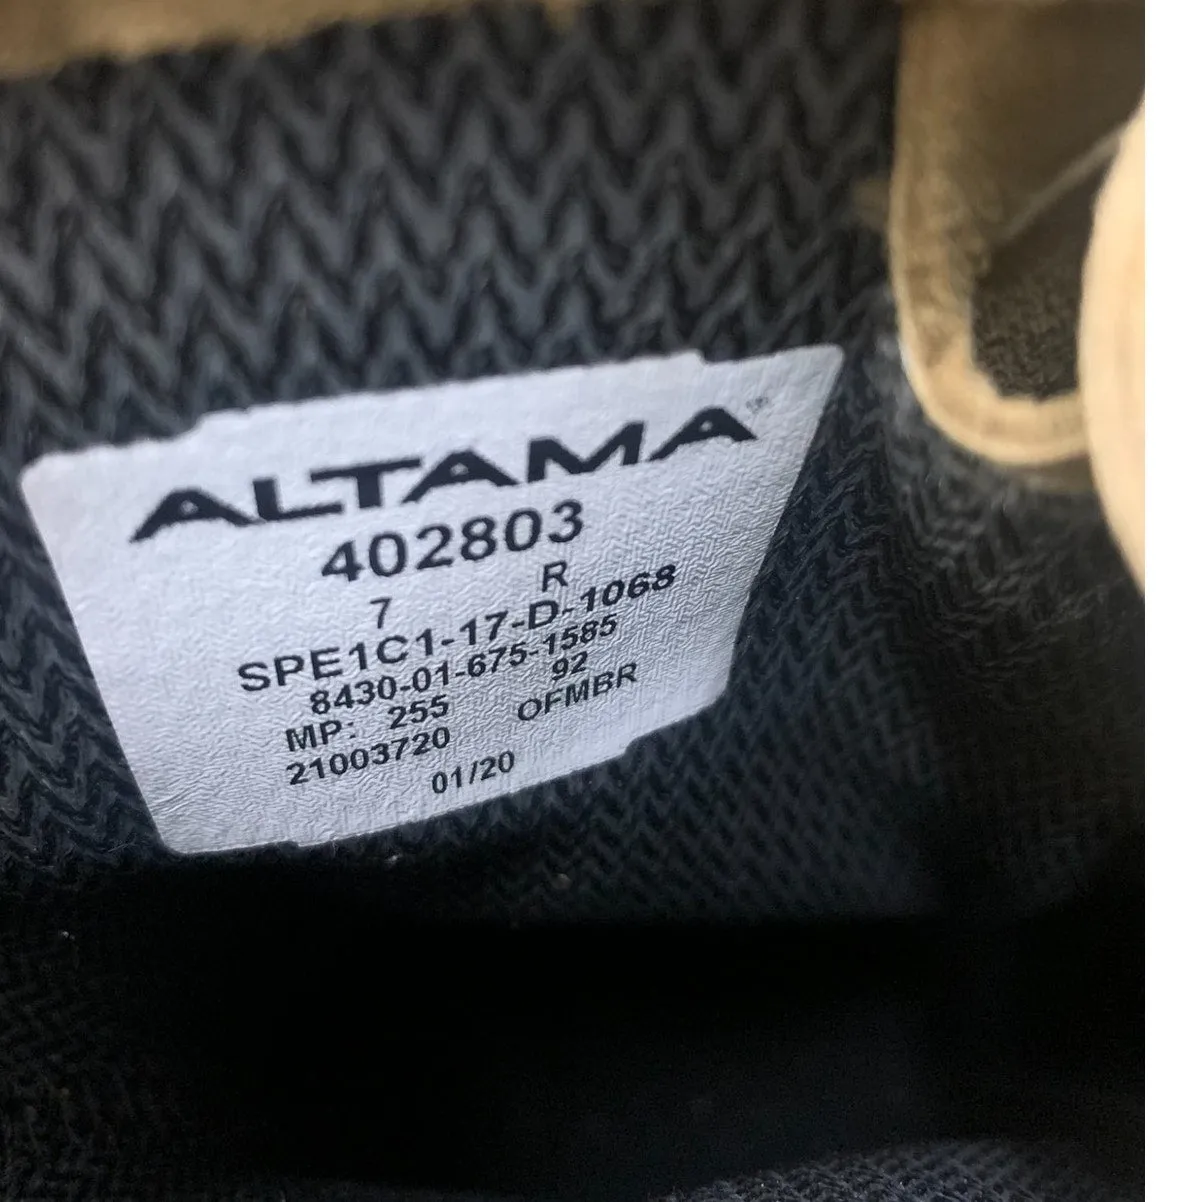 ALTAMA®
402803
7 R
SPE1C1-17-D-1068
8430-01-675-1585
MP: 255 92
21003720 OFMBR
01/20